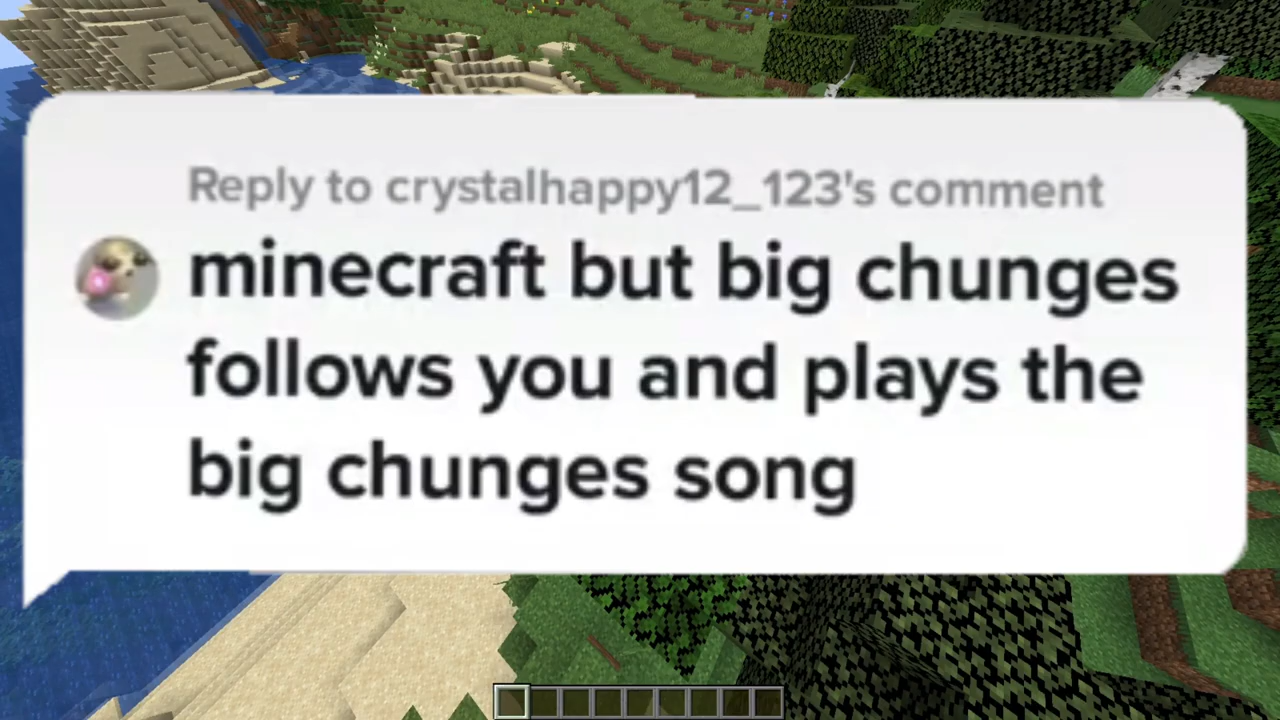 Reply to crystalhappy12_123's comment
minecraft but big chunges
follows you and plays the
big chunges song